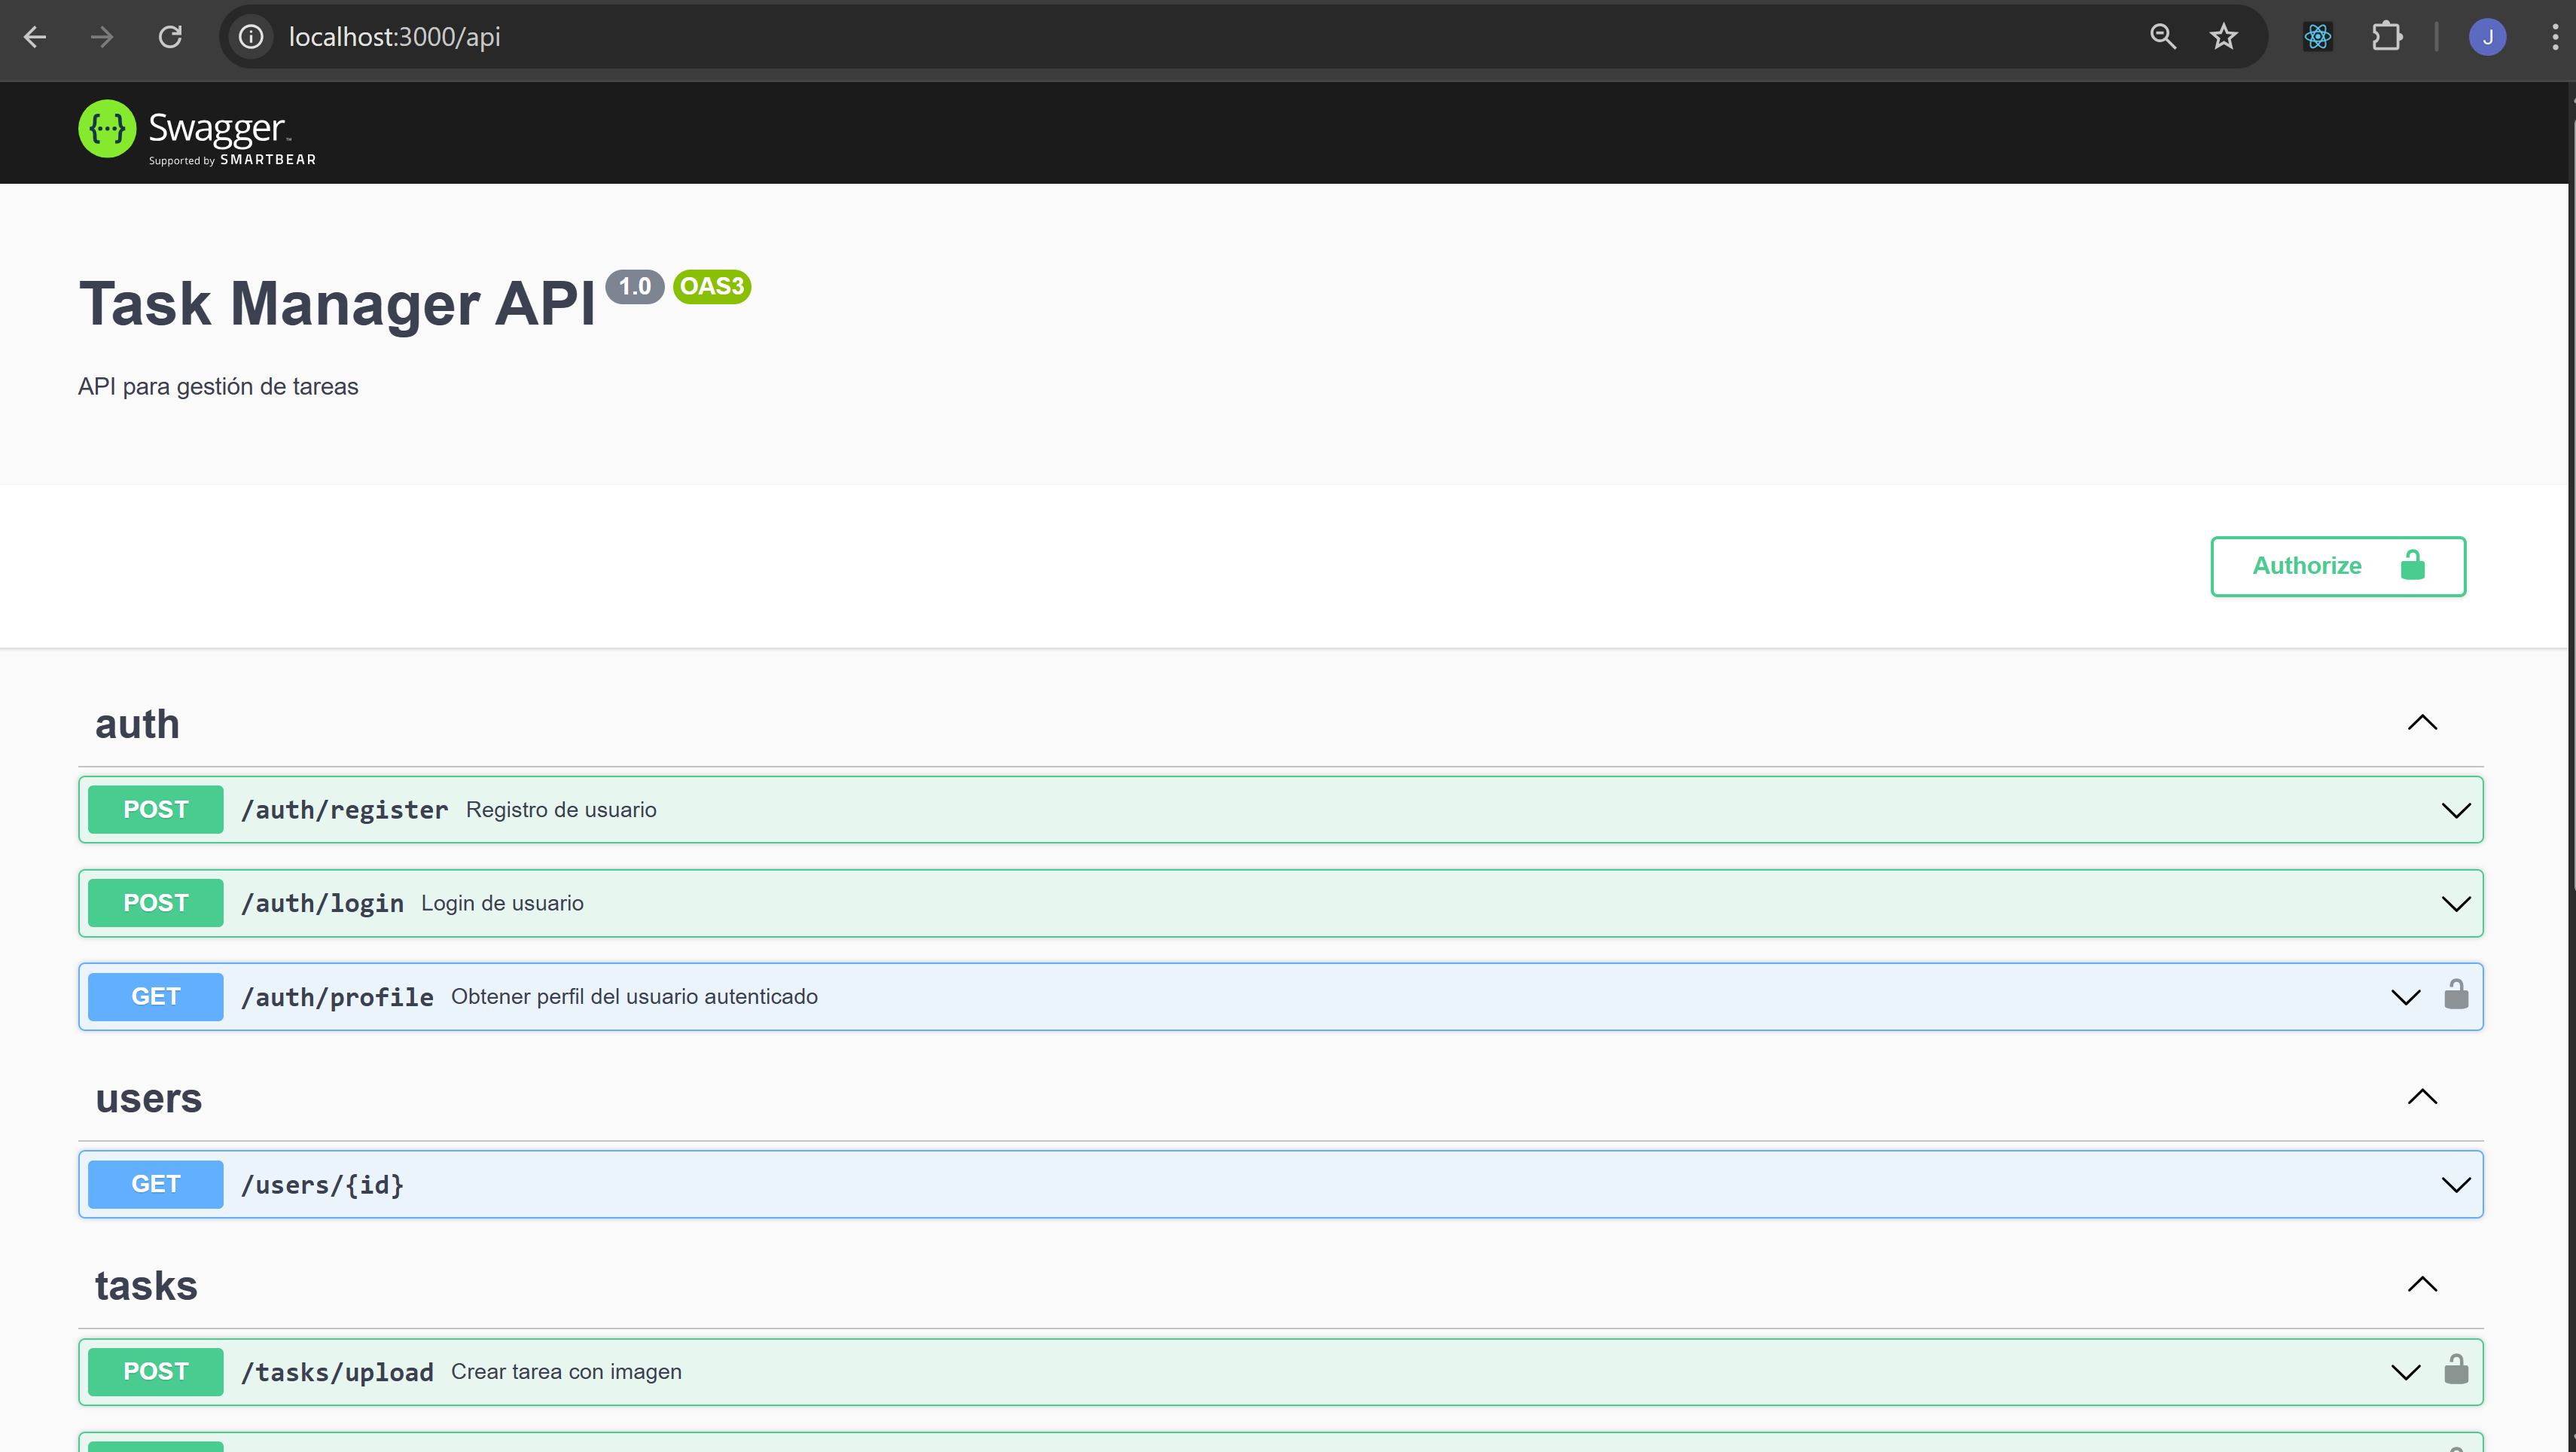 localhost:3000/api
J
Swagger
Supported by SMARTBEAR
Task Manager API 1.0 OAS3
API para gestión de tareas
Authorize
auth
POST /auth/register Registro de usuario
POST /auth/login Login de usuario
GET /auth/profile Obtener perfil del usuario autenticado
users
GET /users/{id}
tasks
POST /tasks/upload Crear tarea con imagen